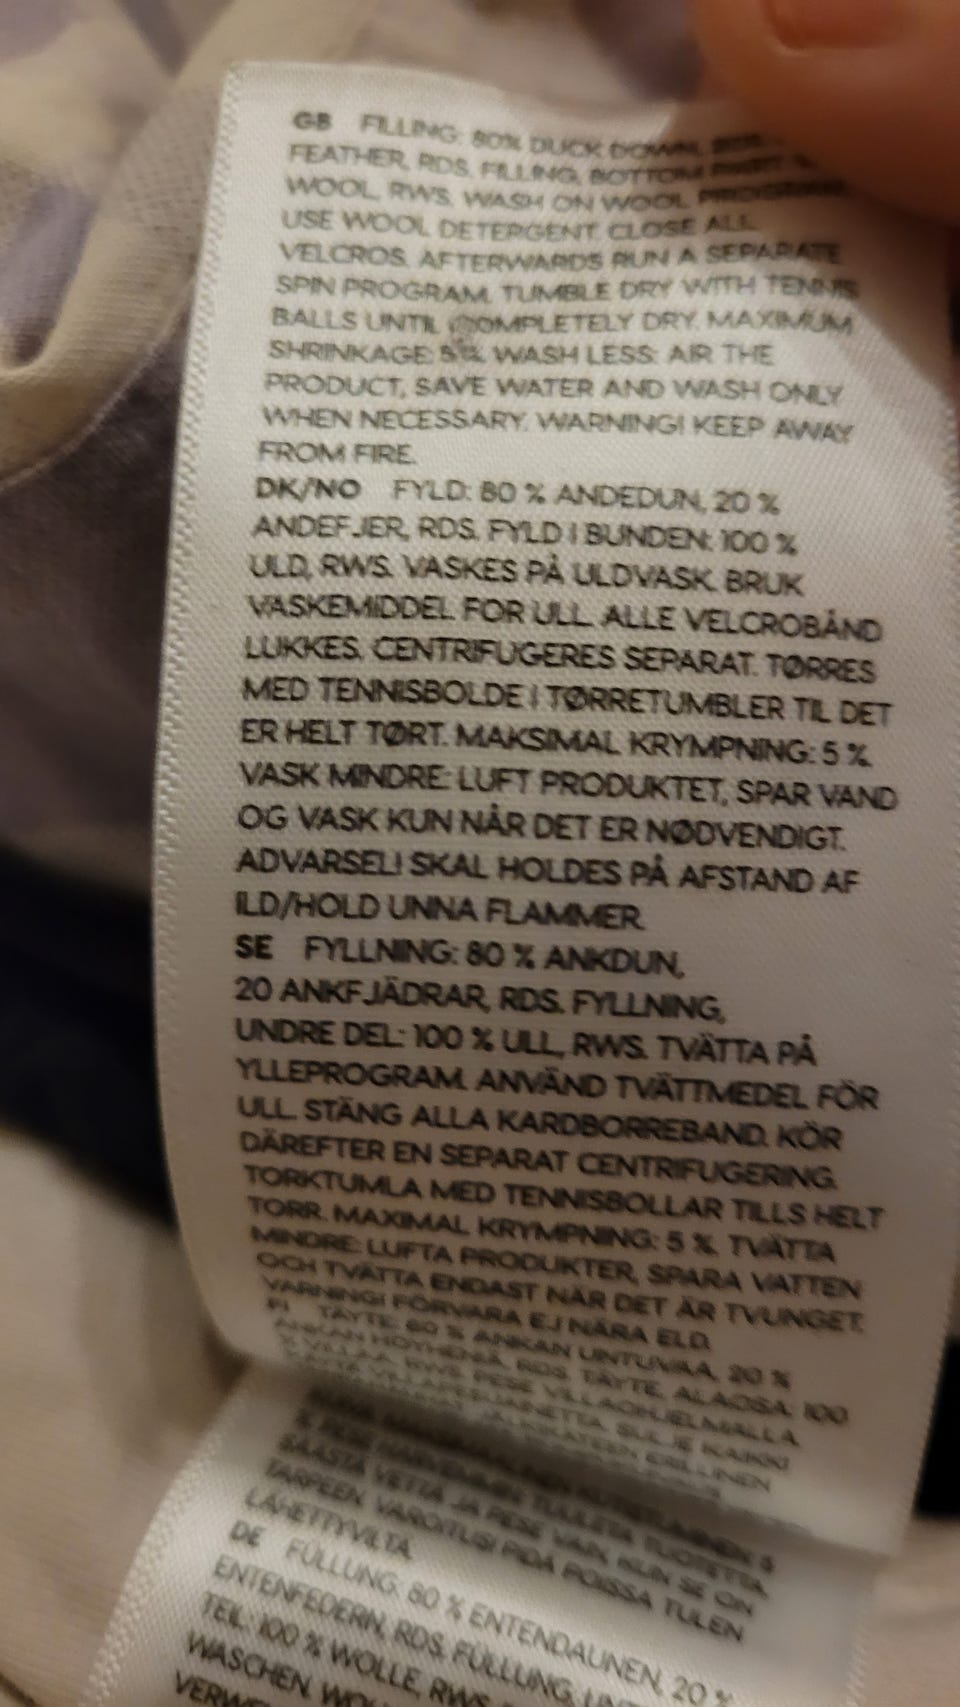 GB FILLING: 80% DUCK DOWN,
FEATHER, RDS. FILLING, BOTTOM PART:
WOOL, RWS. WASH ON WOOL PROGRAM.
USE WOOL DETERGENT. CLOSE ALL
VELCROS. AFTERWARDS RUN A SEPARATE
SPIN PROGRAM. TUMBLE DRY WITH TENNIS
BALLS UNTIL COMPLETELY DRY. MAXIMUM
SHRINKAGE: 5%. WASH LESS: AIR THE
PRODUCT, SAVE WATER AND WASH ONLY
WHEN NECESSARY. WARNING! KEEP AWAY
FROM FIRE.
DK/NO FYLD: 80 % ANDEDUN, 20 %
ANDEFJER, RDS. FYLD I BUNDEN: 100 %
ULD, RWS. VASKES PÅ ULDVASK. BRUK
VASKEMIDDEL FOR ULL. ALLE VELCROBÅND
LUKKES. CENTRIFUGERES SEPARAT. TØRRES
MED TENNISBOLDE I TØRRETUMBLER TIL DET
ER HELT TØRT. MAKSIMAL KRYMPNING: 5 %.
VASK MINDRE: LUFT PRODUKTET, SPAR VAND
OG VASK KUN NÅR DET ER NØDVENDIGT.
ADVARSEL! SKAL HOLDES PÅ AFSTAND AF
ILD/HOLD UNNA FLAMMER.
SE FYLLNING: 80 % ANKDUN,
20 ANKFJÄDRAR, RDS. FYLLNING,
UNDRE DEL: 100 % ULL, RWS. TVÄTTA PÅ
YLLEPROGRAM. ANVÄND TVÄTTMEDEL FÖR
ULL. STÄNG ALLA KARDBORREBAND. KÖR
DÄREFTER EN SEPARAT CENTRIFUGERING.
TORKTUMLA MED TENNISBOLLAR TILLS HELT
TORR. MAXIMAL KRYMPNING: 5 %. TVÄTTA
MINDRE: LUFTA PRODUKTER, SPARA VATTEN
OCH TVÄTTA ENDAST NÄR DET ÄR TVUNGET.
VARNING! FÖRVARA EJ NÄRA ELD.
FI TÄYTE: 80 % ANKAN UNTUVAA, 20 %
ANKAN HÖYHENIÄ, RDS. TÄYTE, ALAOSA: 100
% VILLAA, RWS. PESE VILLAOHJELMALLA.
SULJE KAIKKI
ERILLINEN
% PESE TUULETA TUOTETTA,
SÄÄSTÄ VETTÄ JA PESE VAIN, KUN SE ON
TARPEEN. VAROITUS! PIDÄ POISSA TULEN
LÄHETTYVILTÄ.
DE FÜLLUNG: 80 % ENTENDAUNEN, 20 %
ENTENFEDERN, RDS. FÜLLUNG,
TEIL: 100 % WOLLE, RWS.
WASCHEN.